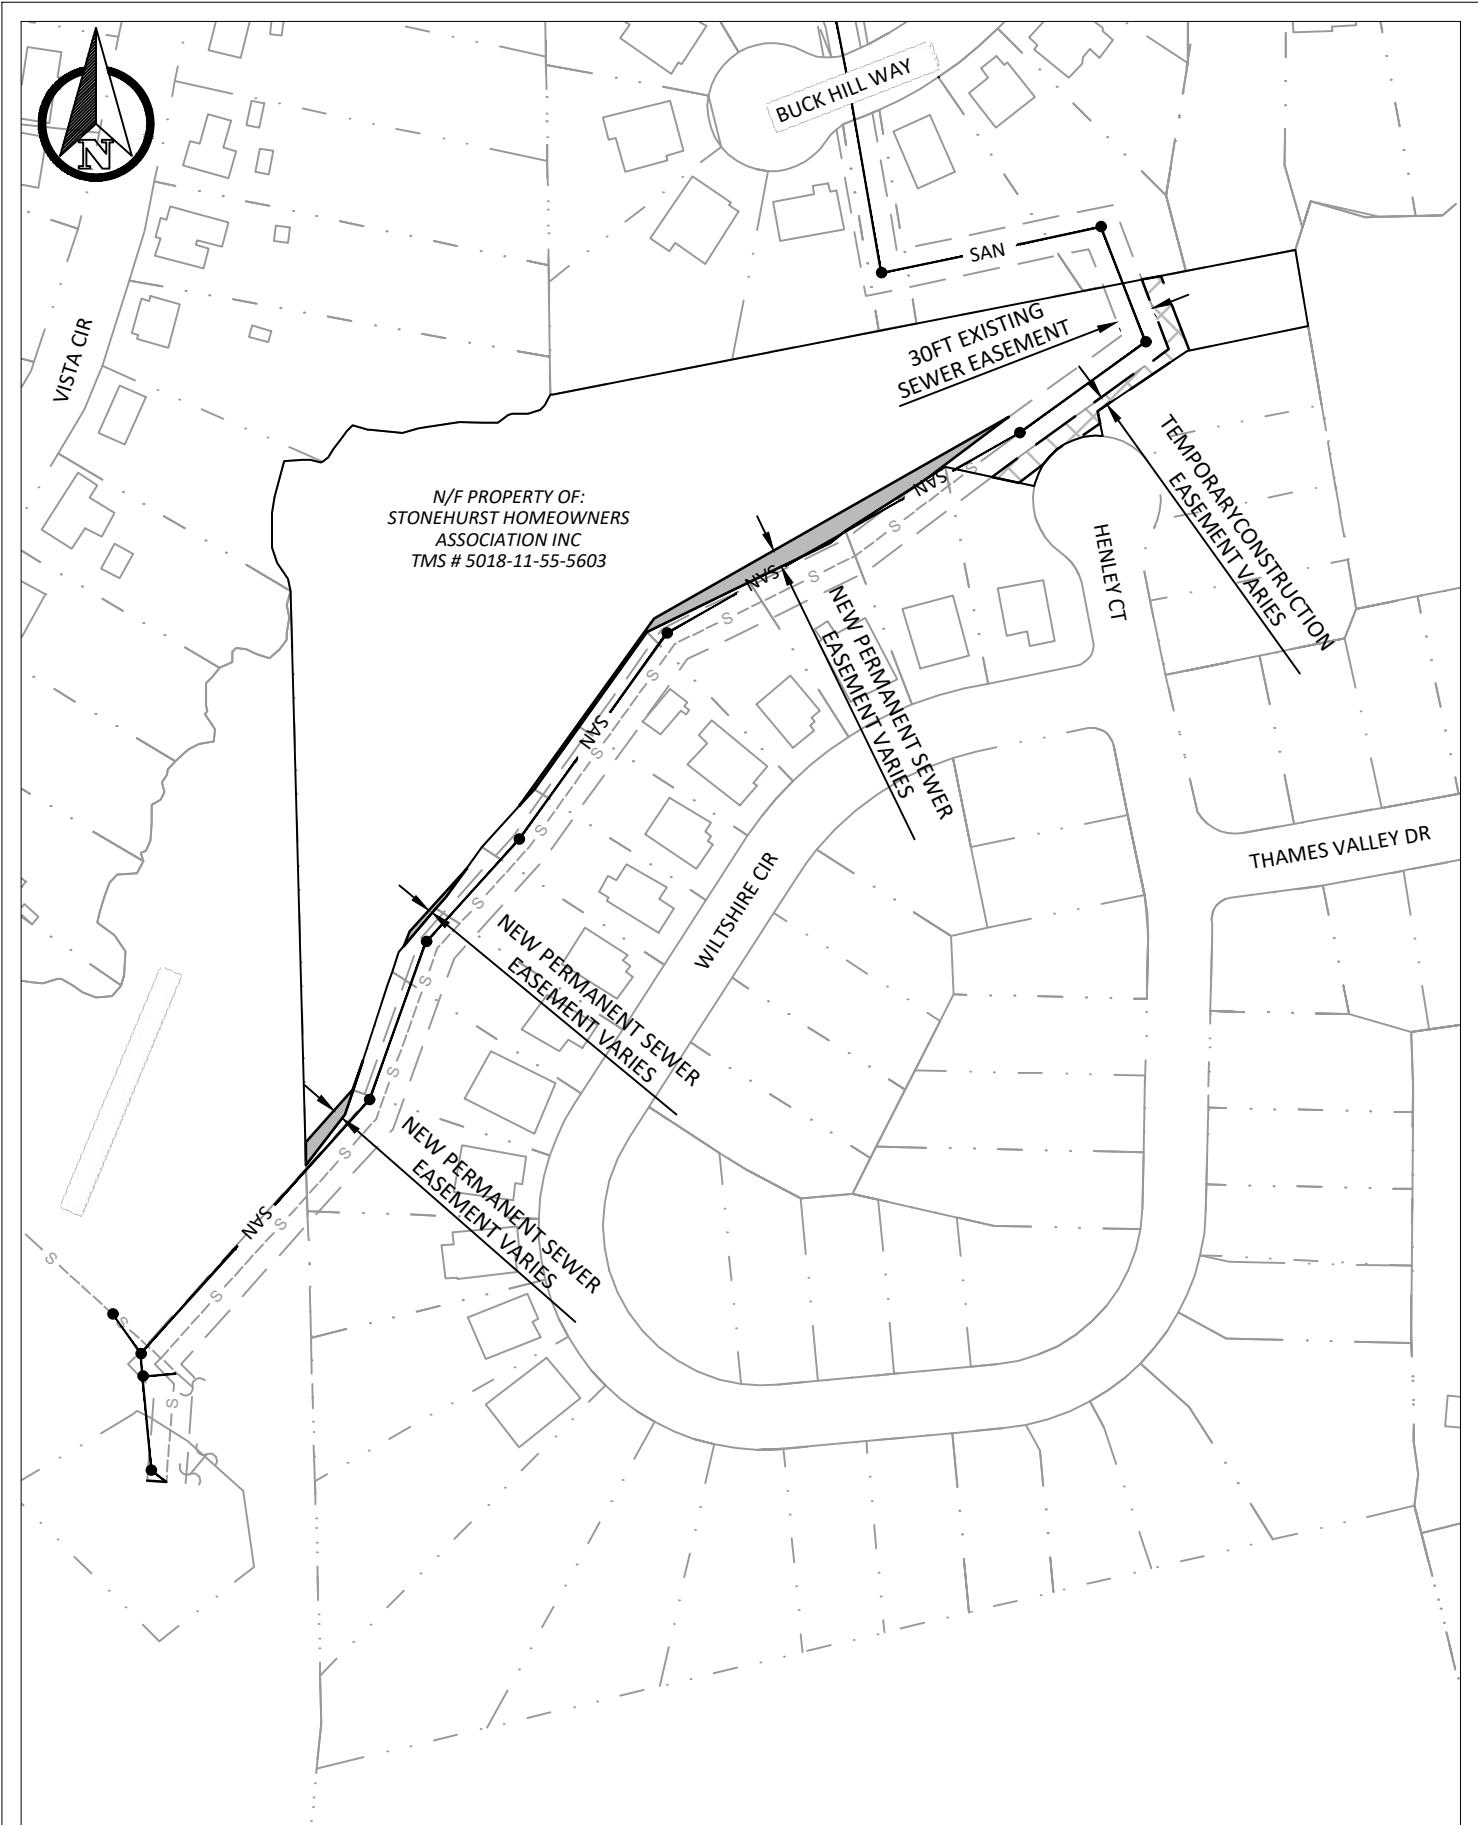 N
BUCK HILL WAY
SAN
30FT EXISTING
SEWER EASEMENT
VISTA CIR
TEMPORARYCONSTRUCTION
EASEMENT VARIES
N/F PROPERTY OF:
STONEHURST HOMEOWNERS
ASSOCIATION INC
TMS # 5018-11-55-5603
SAN
S
S
HENLEY CT
SAN
S
S
NEW PERMANENT SEWER
EASEMENT VARIES
S
SAN
S
S
THAMES VALLEY DR
WILTSHIRE CIR
S
NEW PERMANENT SEWER
EASEMENT VARIES
S
S
NEW PERMANENT SEWER
EASEMENT VARIES
S
SAN
S
S
S
S
S